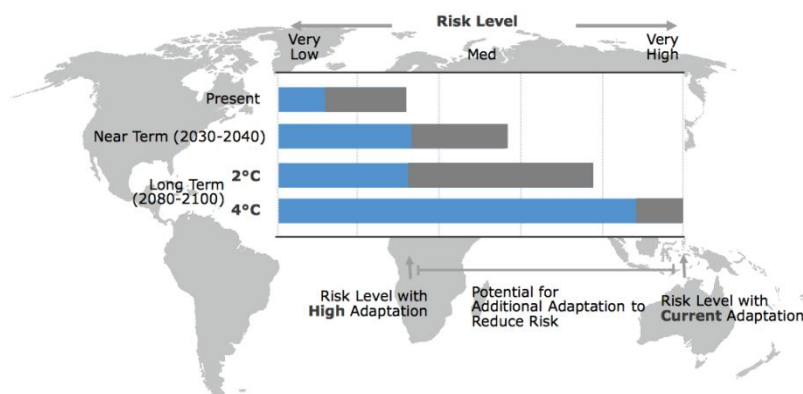 Risk Level
Very Low
Med
Very High
Present
Near Term (2030-2040)
Long Term (2080-2100)
2°C
4°C
Risk Level with High Adaptation
Potential for Additional Adaptation to Reduce Risk
Risk Level with Current Adaptation